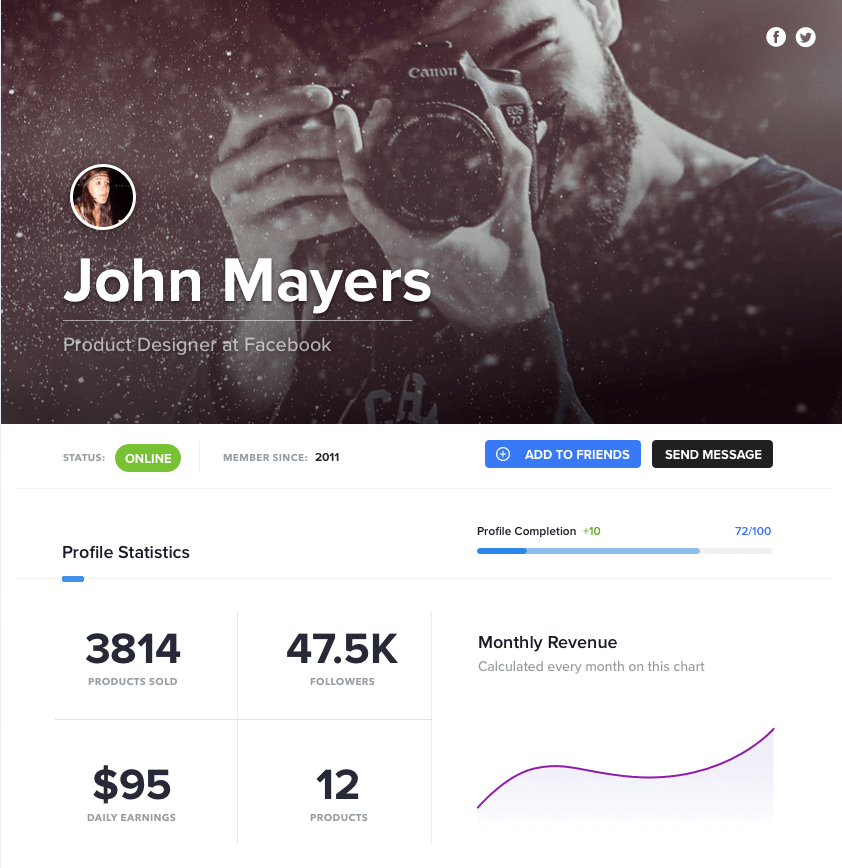 Canon
EOS
7D
John Mayers
Product Designer at Facebook
STATUS: ONLINE MEMBER SINCE: 2011 ADD TO FRIENDS SEND MESSAGE
Profile Completion +10 72/100
Profile Statistics
3814 47.5K
PRODUCTS SOLD FOLLOWERS
Monthly Revenue
Calculated every month on this chart
$95 12
DAILY EARNINGS PRODUCTS